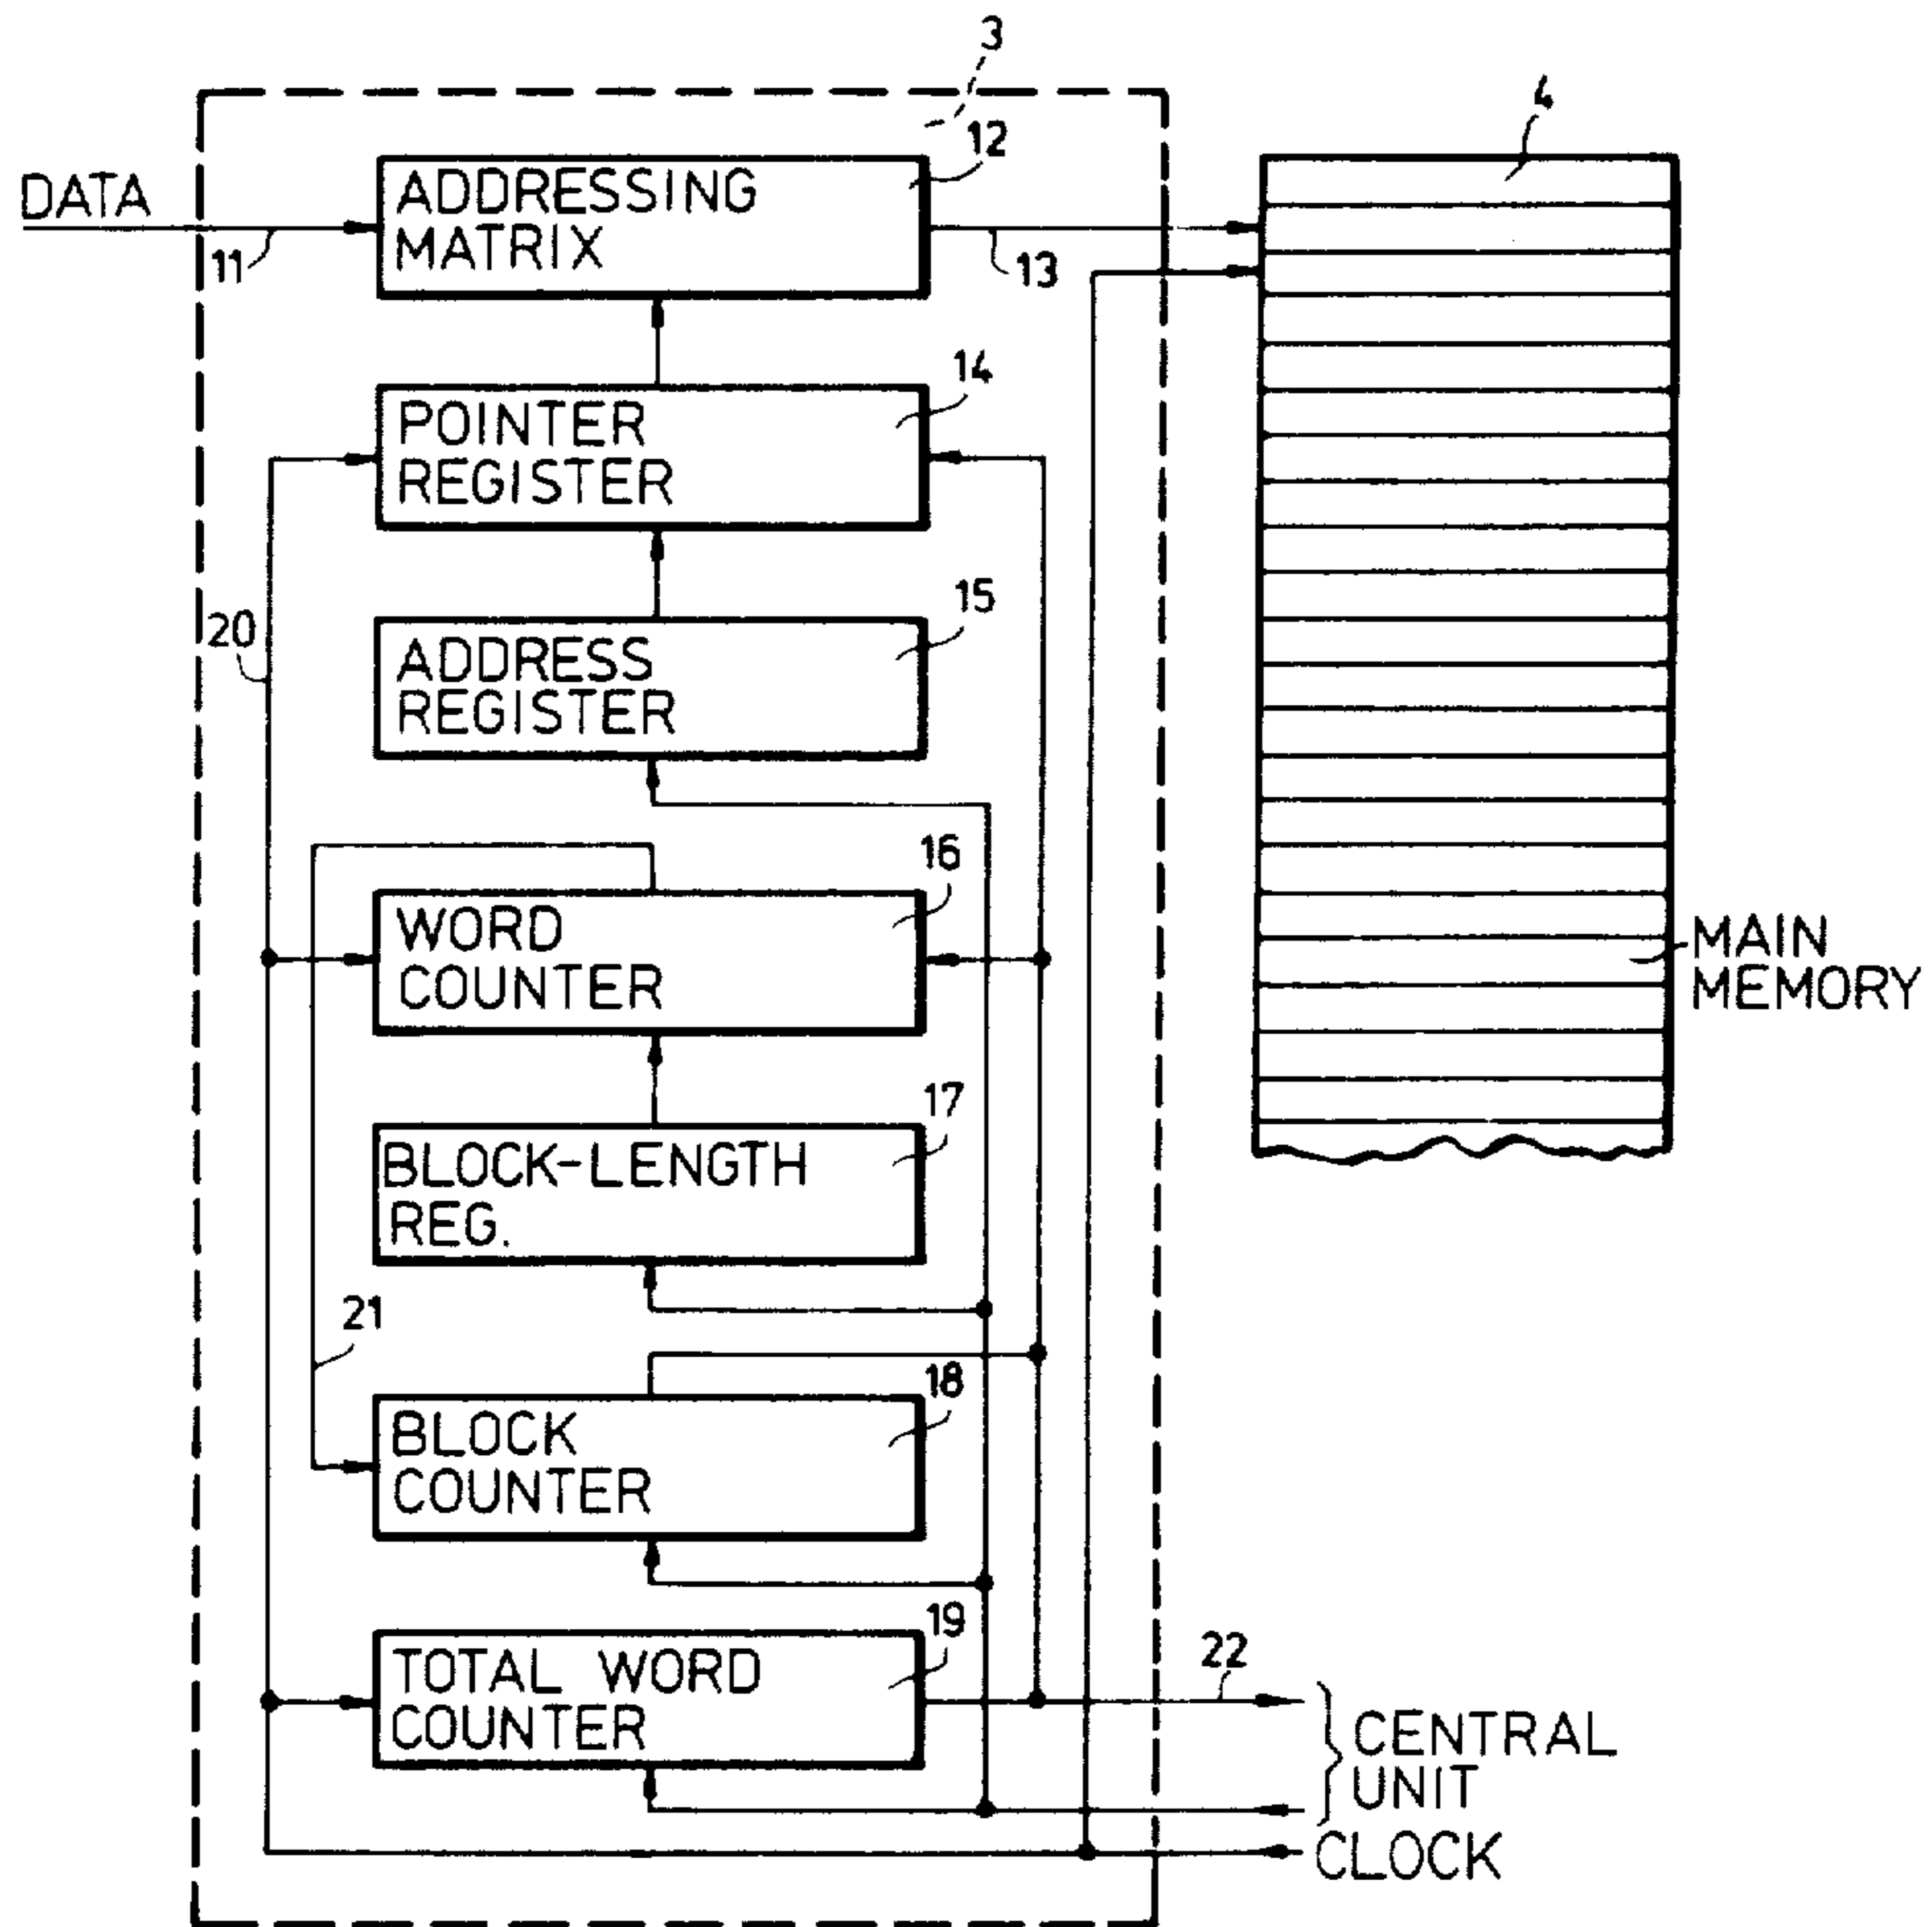 3
4
12
DATA
ADDRESSING
MATRIX
11
13
14
POINTER
REGISTER
15
20
ADDRESS
REGISTER
16
WORD
COUNTER
MAIN
MEMORY
17
BLOCK-LENGTH
REG.
21
18
BLOCK
COUNTER
19
TOTAL WORD
COUNTER
22
CENTRAL
UNIT
CLOCK